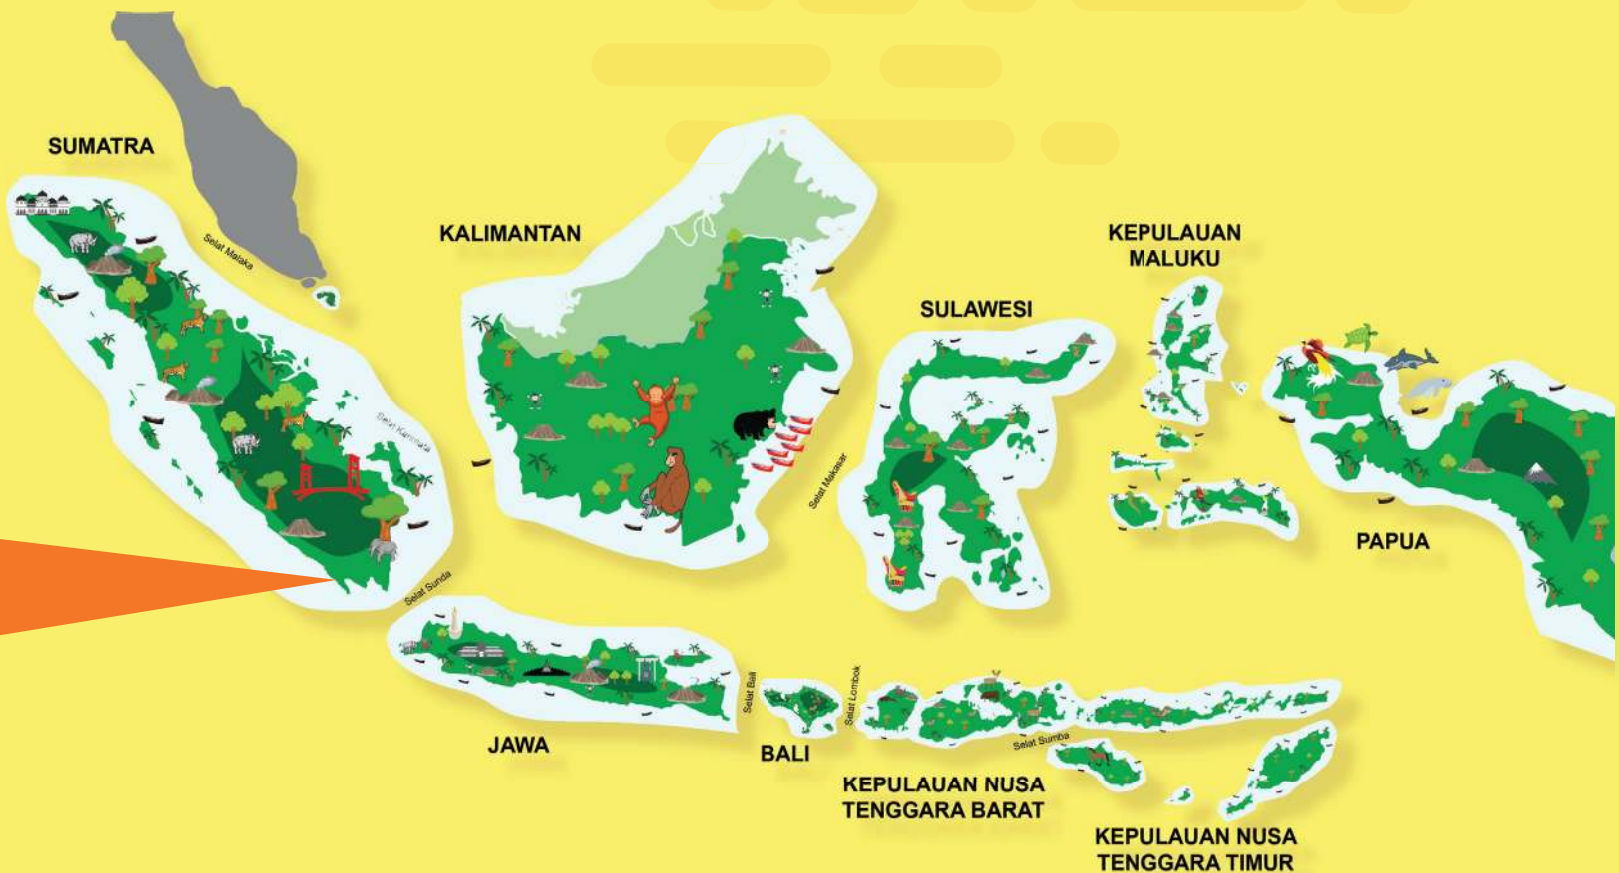 SUMATRA
Selat Malaka
KALIMANTAN
KEPULAUAN
MALUKU
SULAWESI
Selat Karimata
Selat Makasar
PAPUA
Selat Sunda
JAWA
Selat Bali
BALI
Selat Lombok
Selat Sumba
KEPULAUAN NUSA
TENGGARA BARAT
KEPULAUAN NUSA
TENGGARA TIMUR